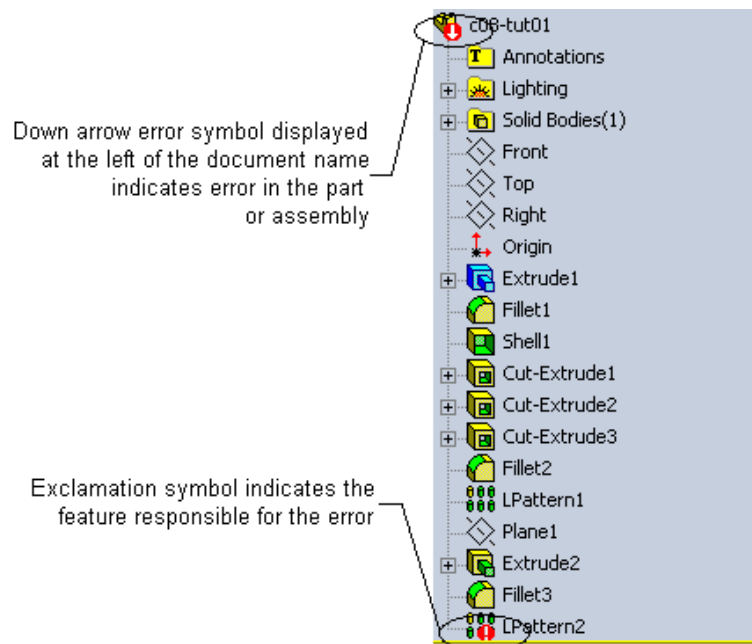 c08-tut01
Annotations
Lighting
Solid Bodies(1)
Down arrow error symbol displayed
at the left of the document name
indicates error in the part
or assembly
Front
Top
Right
Origin
Extrude1
Fillet1
Shell1
Cut-Extrude1
Cut-Extrude2
Cut-Extrude3
Fillet2
Exclamation symbol indicates the
feature responsible for the error
LPattern1
Plane1
Extrude2
Fillet3
LPattern2